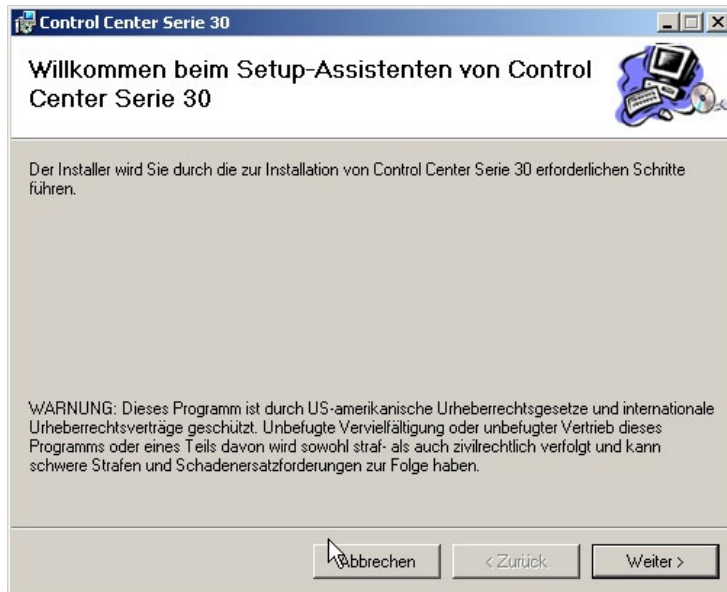 Control Center Serie 30
Willkommen beim Setup-Assistenten von Control
Center Serie 30
Der Installer wird Sie durch die zur Installation von Control Center Serie 30 erforderlichen Schritte
führen.
WARNUNG: Dieses Programm ist durch US-amerikanische Urheberrechtsgesetze und internationale
Urheberrechtsverträge geschützt. Unbefugte Vervielfältigung oder unbefugter Vertrieb dieses
Programms oder eines Teils davon wird sowohl straf- als auch zivilrechtlich verfolgt und kann
schwere Strafen und Schadenersatzforderungen zur Folge haben.
Abbrechen < Zurück Weiter >